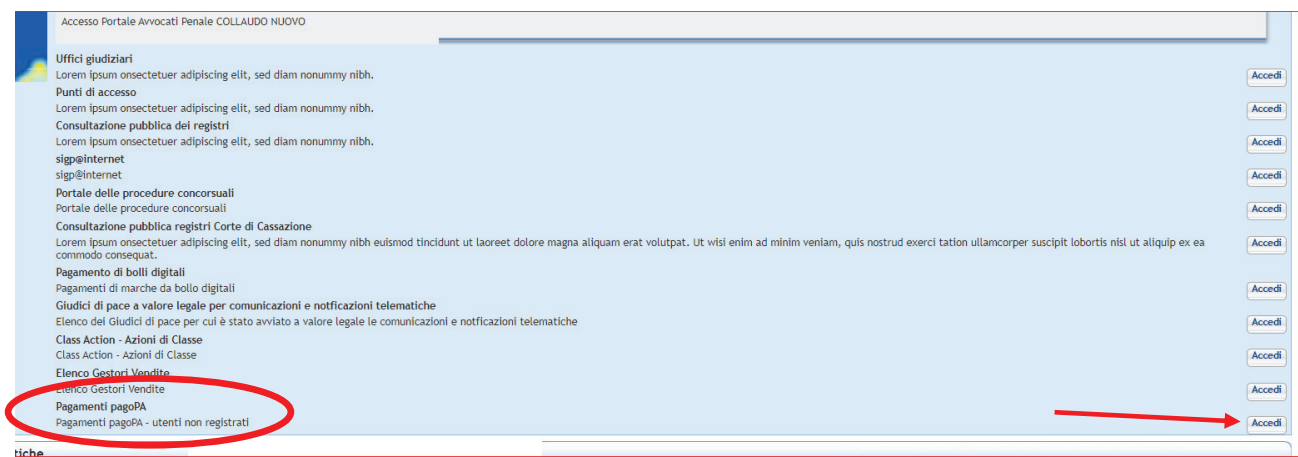 Accesso Portale Avvocati Penale COLLAUDO NUOVO
Uffici giudiziari
Lorem ipsum onsectetuer adipiscing elit, sed diam nonummy nibh.
Accedi
Punti di accesso
Lorem ipsum onsectetuer adipiscing elit, sed diam nonummy nibh.
Accedi
Consultazione pubblica dei registri
Lorem ipsum onsectetuer adipiscing elit, sed diam nonummy nibh.
Accedi
sigp@internet
sigp@internet
Accedi
Portale delle procedure concorsuali
Portale delle procedure concorsuali
Accedi
Consultazione pubblica registri Corte di Cassazione
Lorem ipsum onsectetuer adipiscing elit, sed diam nonummy nibh euismod tincidunt ut laoreet dolore magna aliquam erat volutpat. Ut wisi enim ad minim veniam, quis nostrud exerci tation ullamcorper suscipit lobortis nisl ut aliquip ex ea
commodo consequat.
Accedi
Pagamento di bolli digitali
Pagamenti di marche da bollo digitali
Accedi
Giudici di pace a valore legale per comunicazioni e notficazioni telematiche
Elenco dei Giudici di pace per cui è stato avviato a valore legale le comunicazioni e notficazioni telematiche
Accedi
Class Action - Azioni di Classe
Class Action - Azioni di Classe
Accedi
Elenco Gestori Vendite
Elenco Gestori Vendite
Accedi
Pagamenti pagoPA
Pagamenti pagoPA - utenti non registrati
Accedi
tiche